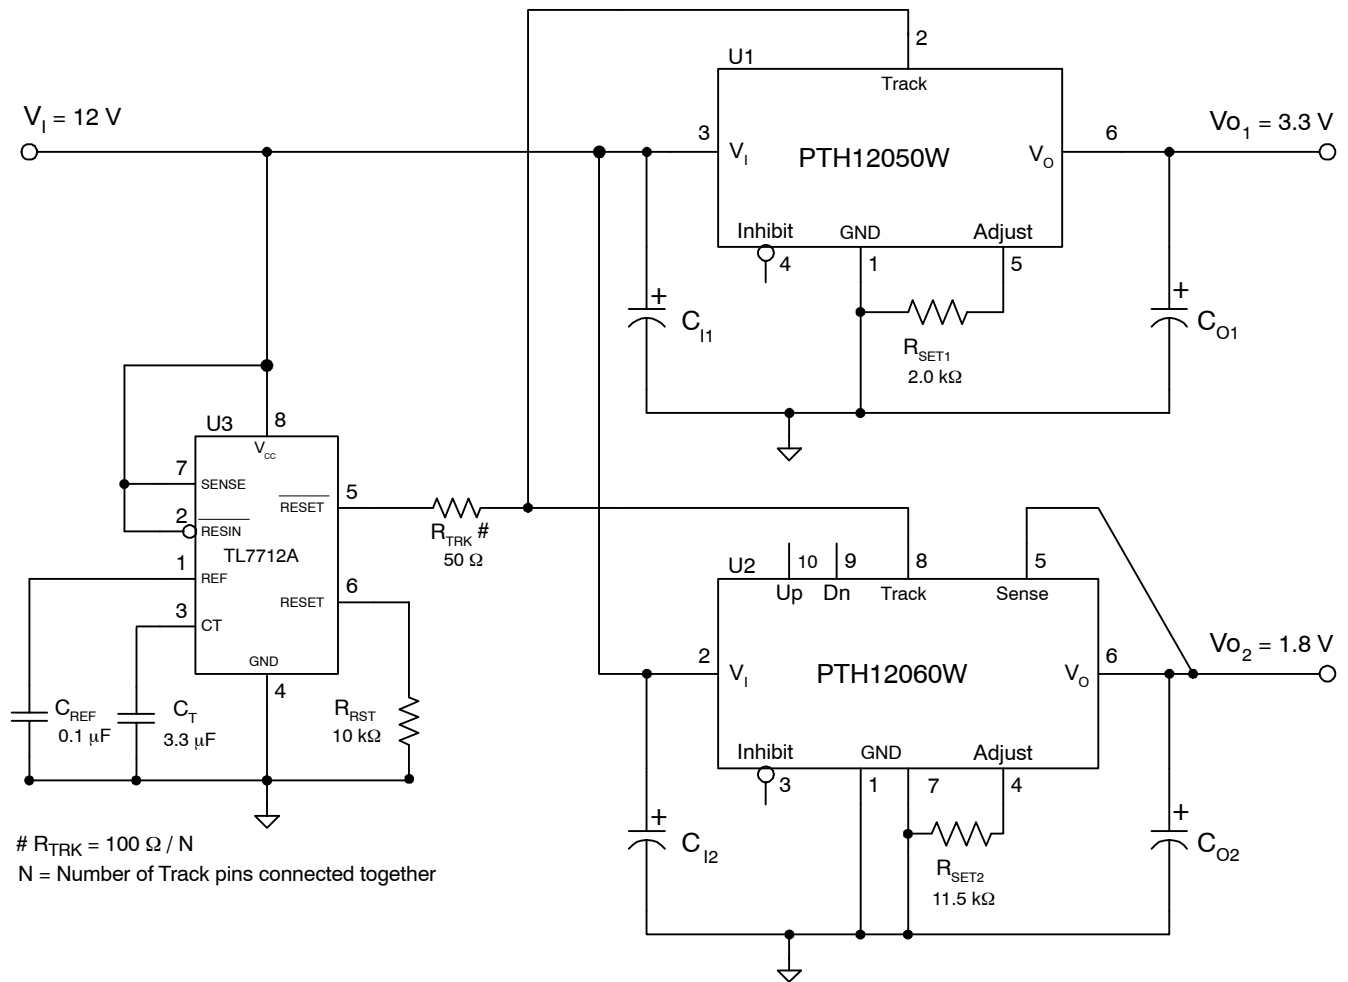 2
U1
Track
V_I = 12 V
3
V_I
PTH12050W
V_O
6
Vo_1 = 3.3 V
Inhibit
GND
Adjust
4
1
5
+
C_I1
R_SET1
2.0 kΩ
+
C_O1
U3
8
V_CC
7
SENSE
2
RESIN
TL7712A
1
REF
3
CT
RESET
5
RESET
6
GND
4
R_TRK #
50 Ω
C_REF
0.1 μF
C_T
3.3 μF
R_RST
10 kΩ
U2
10
9
8
5
Up
Dn
Track
Sense
2
V_I
PTH12060W
V_O
6
Vo_2 = 1.8 V
Inhibit
GND
Adjust
3
1
7
4
+
C_I2
R_SET2
11.5 kΩ
+
C_O2
# R_TRK = 100 Ω / N
N = Number of Track pins connected together